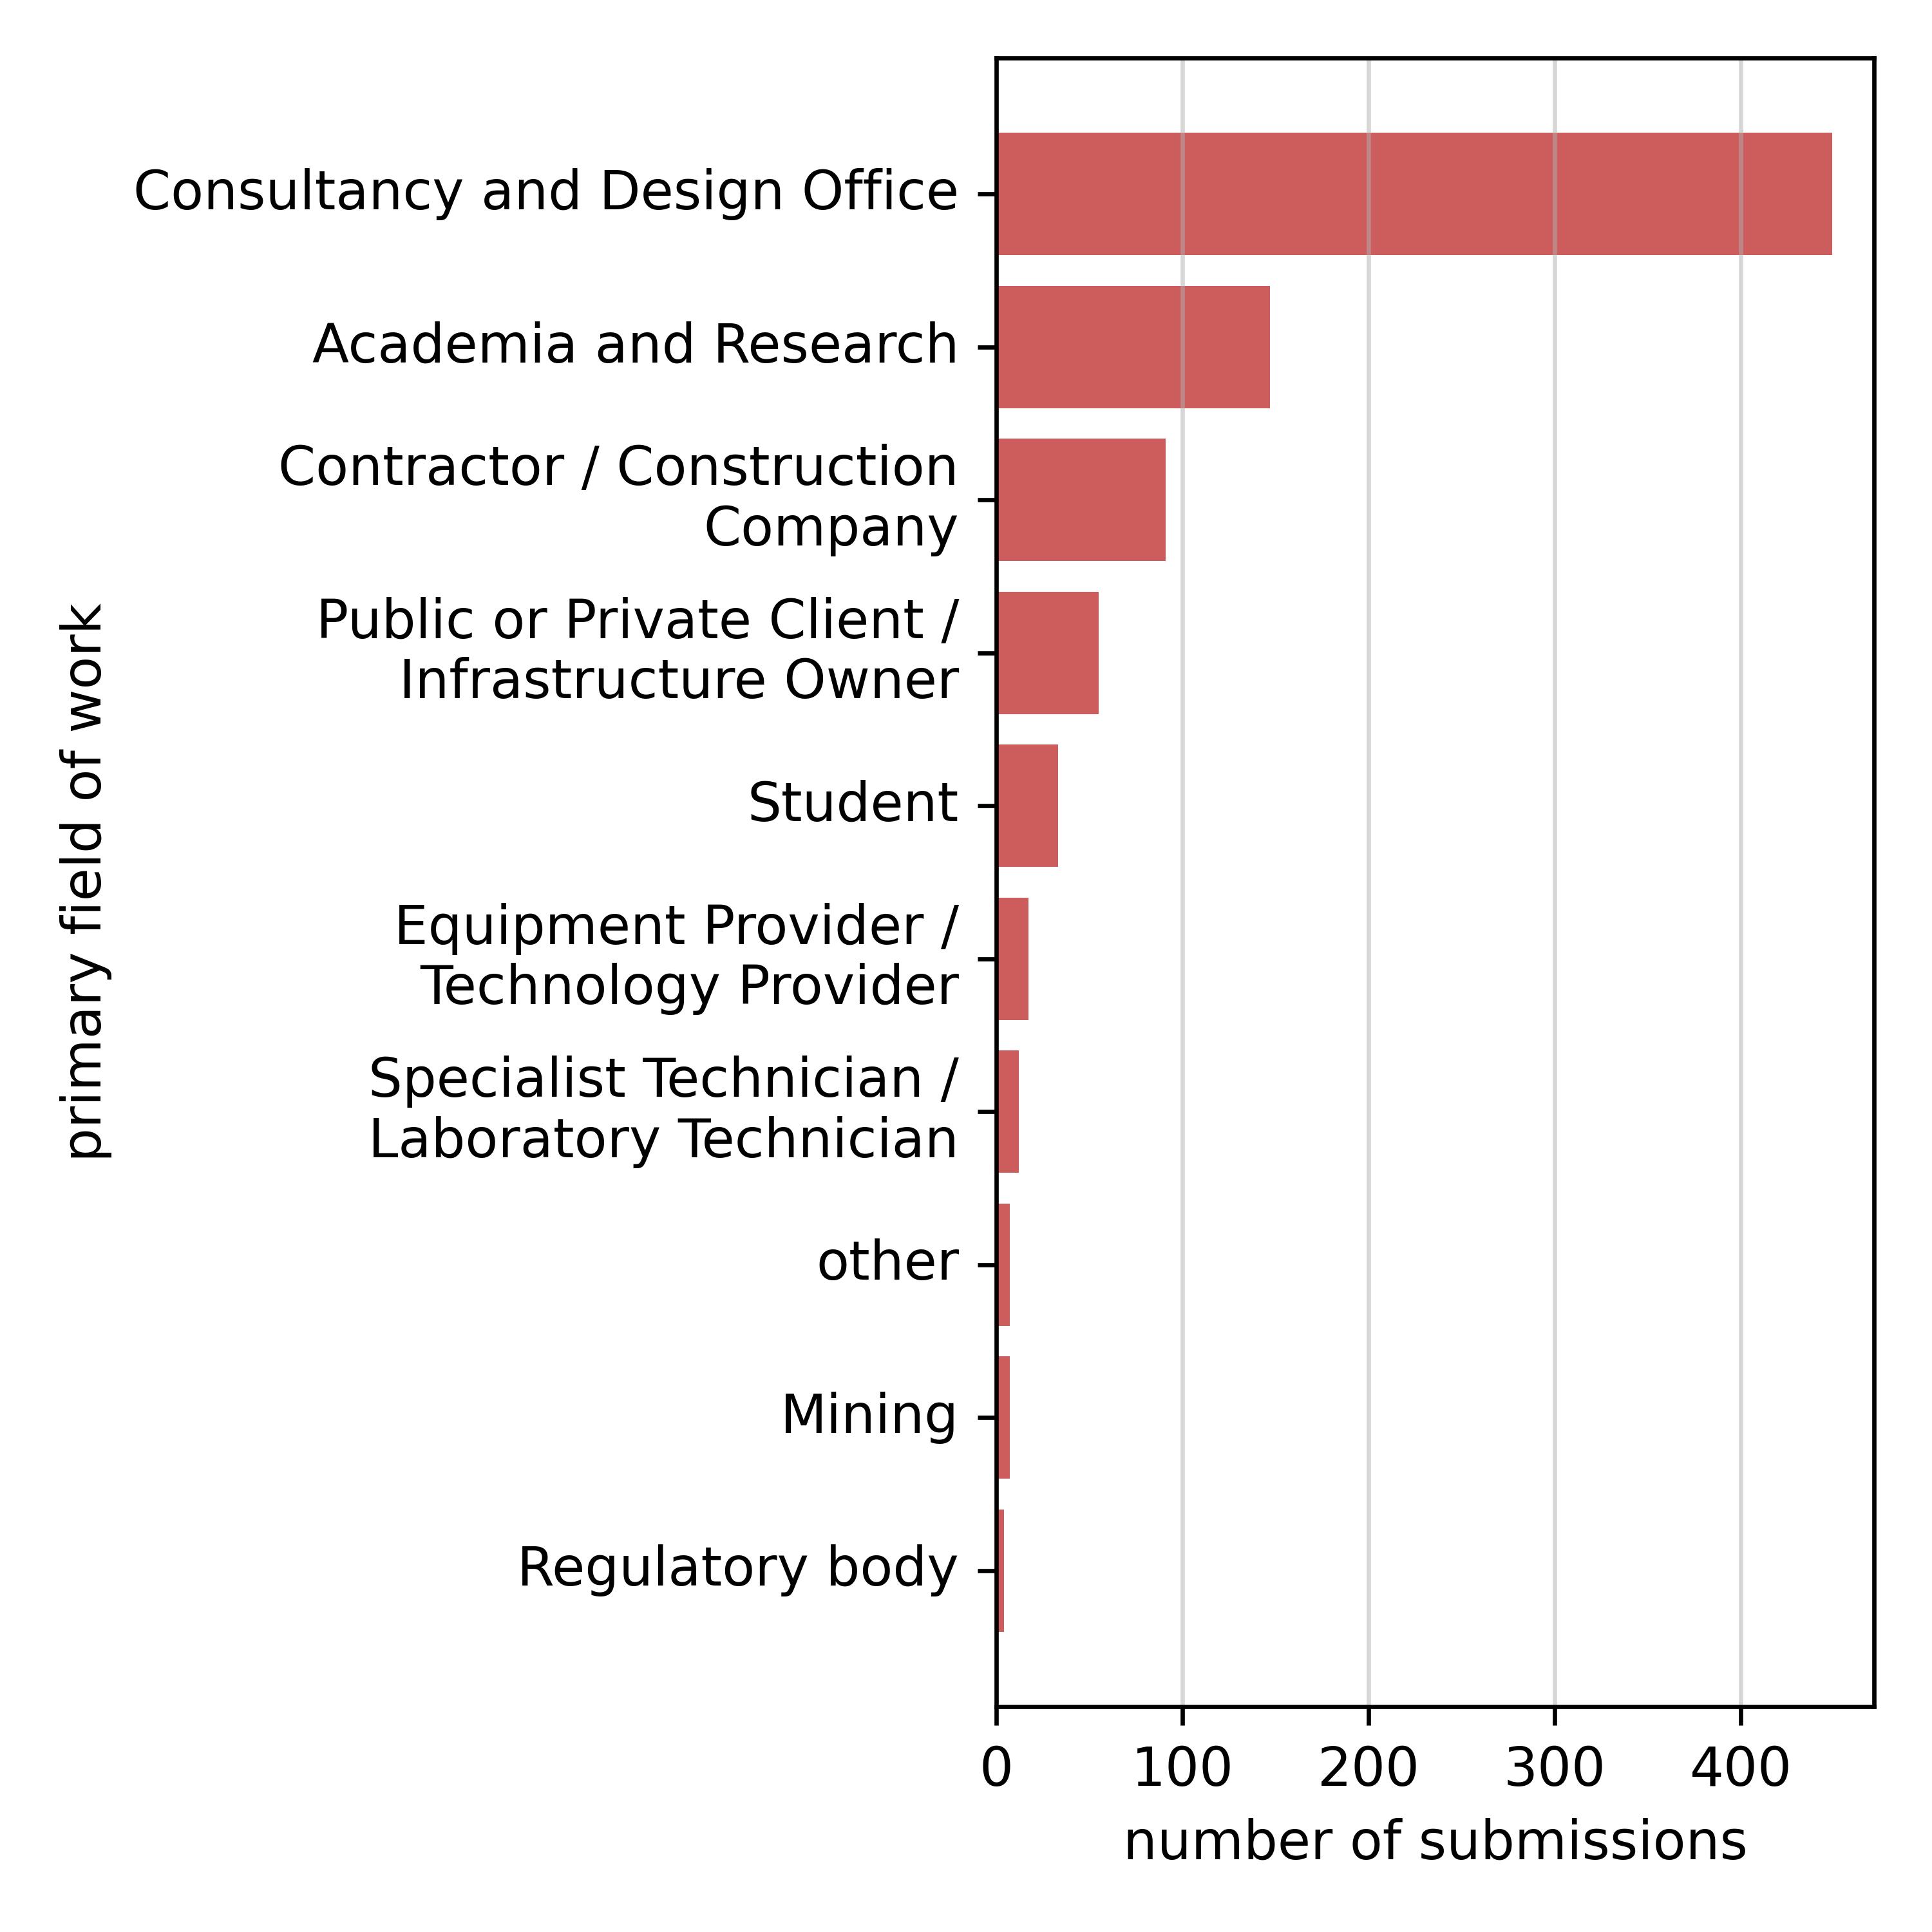 Consultancy and Design Office
Academia and Research
Contractor / Construction
Company
Public or Private Client /
Infrastructure Owner
Student
Equipment Provider /
Technology Provider
Specialist Technician /
Laboratory Technician
other
Mining
Regulatory body
primary field of work
0 100 200 300 400
number of submissions